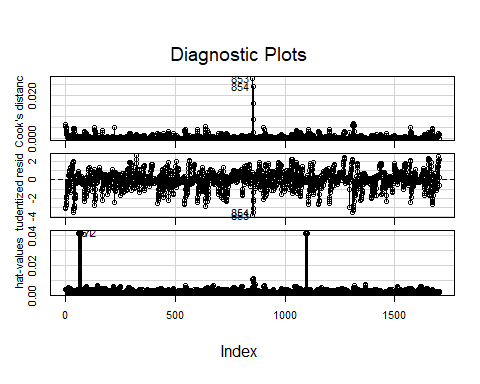 Diagnostic Plots
Cook's distanc
0.000 0.020
853
854
tudentized resid
-4 -2 0 2
854
853
hat-values
0.00 0.02 0.04
72
0 500 1000 1500
Index